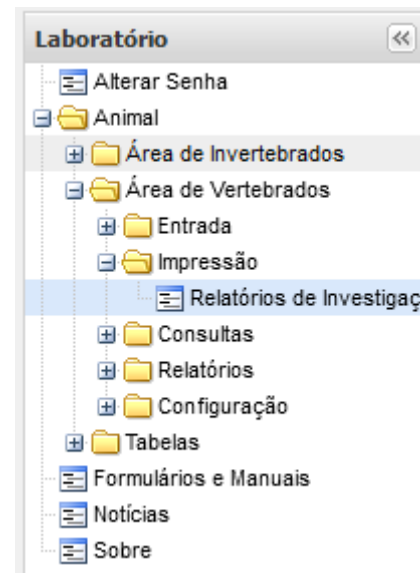 Laboratório
Alterar Senha
Animal
Área de Invertebrados
Área de Vertebrados
Entrada
Impressão
Relatórios de Investigaç
Consultas
Relatórios
Configuração
Tabelas
Formulários e Manuais
Notícias
Sobre